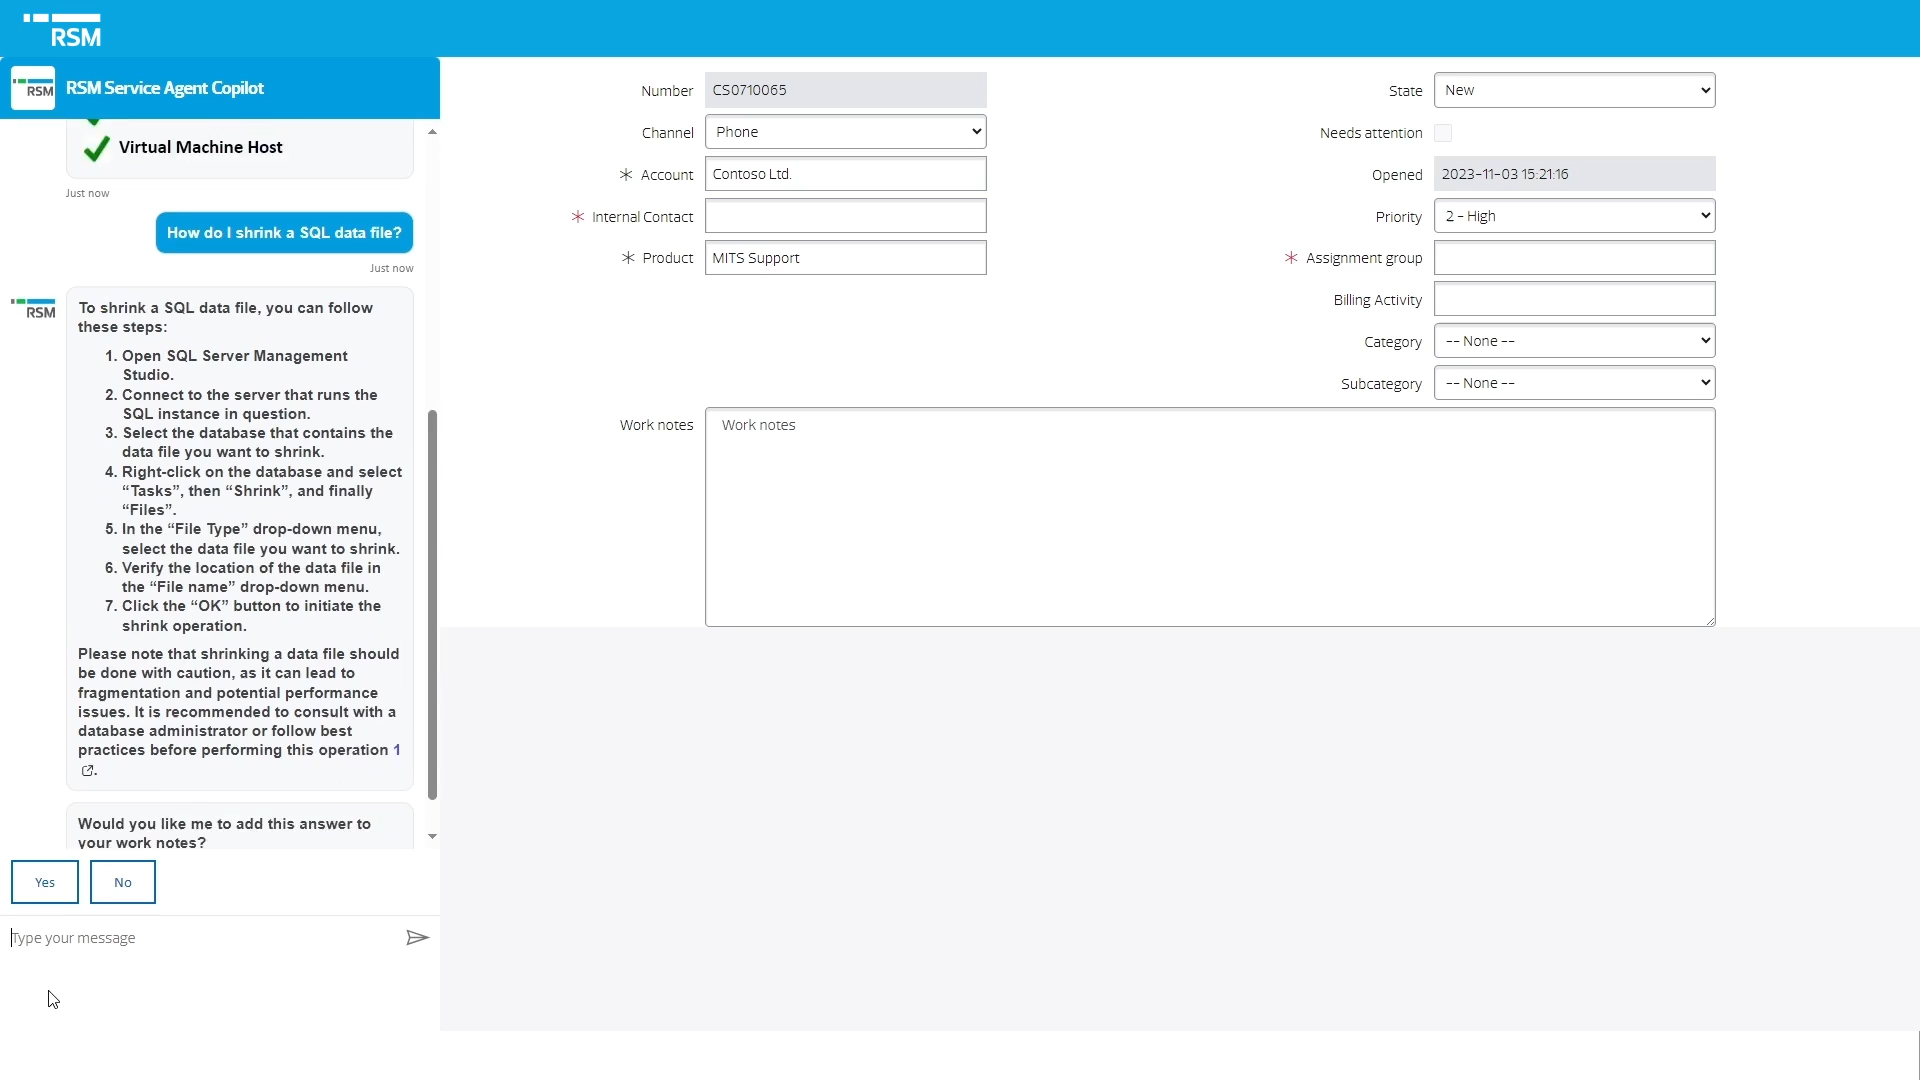 RSM
RSM
RSM Service Agent Copilot
Virtual Machine Host
Just now
How do I shrink a SQL data file?
Just now
RSM
To shrink a SQL data file, you can follow
these steps:
1. Open SQL Server Management
Studio.
2. Connect to the server that runs the
SQL instance in question.
3. Select the database that contains the
data file you want to shrink.
4. Right-click on the database and select
“Tasks”, then “Shrink”, and finally
“Files”.
5. In the “File Type” drop-down menu,
select the data file you want to shrink.
6. Verify the location of the data file in
the “File name” drop-down menu.
7. Click the “OK” button to initiate the
shrink operation.
Please note that shrinking a data file should
be done with caution, as it can lead to
fragmentation and potential performance
issues. It is recommended to consult with a
database administrator or follow best
practices before performing this operation 1
.
Would you like me to add this answer to
your work notes?
Yes No
Type your message
Number CS0710065
Channel Phone
* Account Contoso Ltd.
* Internal Contact
* Product MITS Support
State New
Needs attention
Opened 2023-11-03 15:21:16
Priority 2 - High
* Assignment group
Billing Activity
Category -- None --
Subcategory -- None --
Work notes Work notes